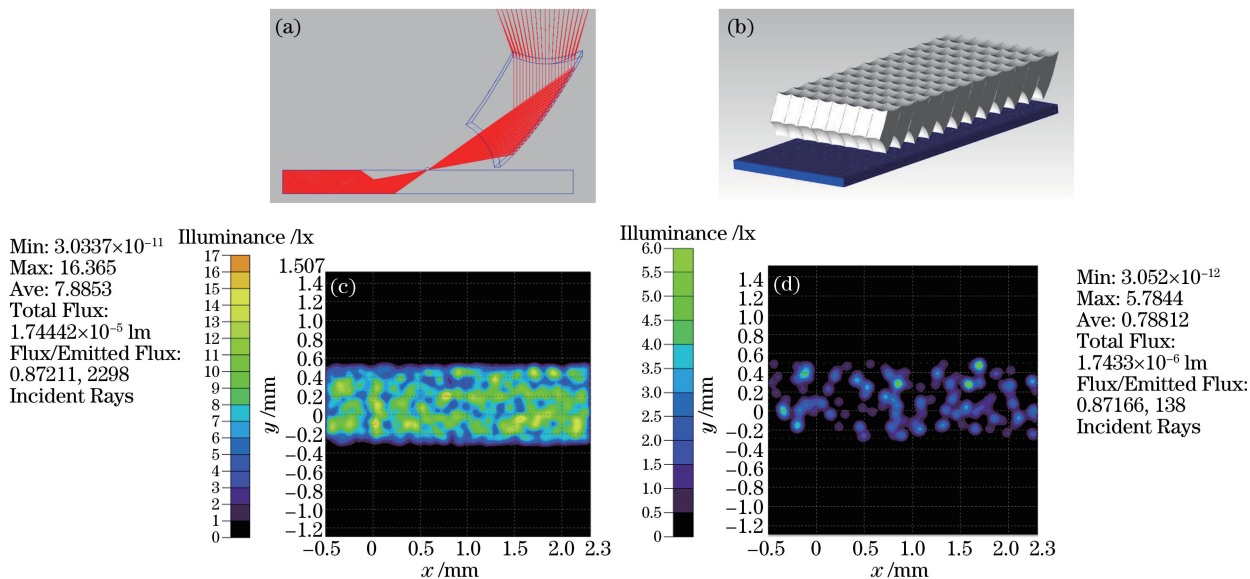 (a)
(b)
Min: 3.0337×10⁻¹¹
Max: 16.365
Ave: 7.8853
Total Flux:
1.74442×10⁻⁵ lm
Flux/Emitted Flux:
0.87211, 2298
Incident Rays
Illuminance /lx
17
16
15
14
13
12
11
10
9
8
7
6
5
4
3
2
1
0
1.507
1.4
1.2
1.0
0.8
0.6
0.4
0.2
0
−0.2
−0.4
−0.6
−0.8
−1.0
−1.2
y /mm
(c)
−0.5 0 0.5 1.0 1.5 2.0 2.3
x /mm
Illuminance /lx
6.0
5.5
5.0
4.5
4.0
3.5
3.0
2.5
2.0
1.5
1.0
0.5
0
1.4
1.2
1.0
0.8
0.6
0.4
0.2
0
−0.2
−0.4
−0.6
−0.8
−1.0
−1.2
y /mm
(d)
−0.5 0 0.5 1.0 1.5 2.0 2.3
x /mm
Min: 3.052×10⁻¹²
Max: 5.7844
Ave: 0.78812
Total Flux:
1.7433×10⁻⁶ lm
Flux/Emitted Flux:
0.87166, 138
Incident Rays